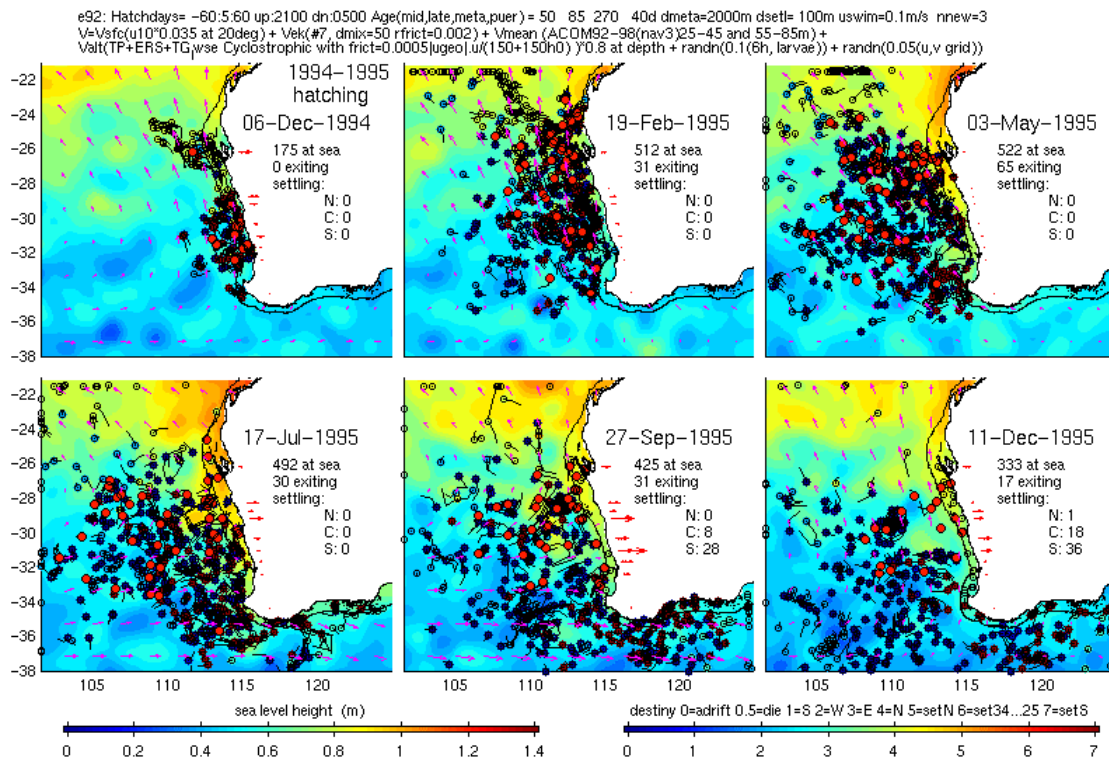 e92: Hatchdays= -60:5:60 up:2100 dn:0500 Age(mid,late,meta,puer) = 50 85 270 40d dmeta=2000m dsetl= 100m uswim=0.1m/s nnew=3
V=Vsfc(u10*0.035 at 20deg) + Vek(#7, dmix=50 rfrict=0.002) + Vmean (ACOM92-98(nav3)25-45 and 55-85m) +
Valt(TP+ERS+TG wse Cyclostrophic with frict=0.0005|ugeo|.u/(150+150h0) )*0.8 at depth + randn(0.1(6h, larvae)) + randn(0.05(u,v grid))
1994-1995
hatching
06-Dec-1994
175 at sea
0 exiting
settling:
N: 0
C: 0
S: 0
19-Feb-1995
512 at sea
31 exiting
settling:
N: 0
C: 0
S: 0
03-May-1995
522 at sea
65 exiting
settling:
N: 0
C: 0
S: 0
-22
-24
-26
-28
-30
-32
-34
-36
-38
17-Jul-1995
492 at sea
30 exiting
settling:
N: 0
C: 0
S: 0
27-Sep-1995
425 at sea
31 exiting
settling:
N: 0
C: 8
S: 28
11-Dec-1995
333 at sea
17 exiting
settling:
N: 1
C: 18
S: 36
-22
-24
-26
-28
-30
-32
-34
-36
-38
105 110 115 120
105 110 115 120
105 110 115 120
sea level height (m)
0 0.2 0.4 0.6 0.8 1 1.2 1.4
destiny 0=adrift 0.5=die 1=S 2=W 3=E 4=N 5=setN 6=set34...25 7=setS
0 1 2 3 4 5 6 7